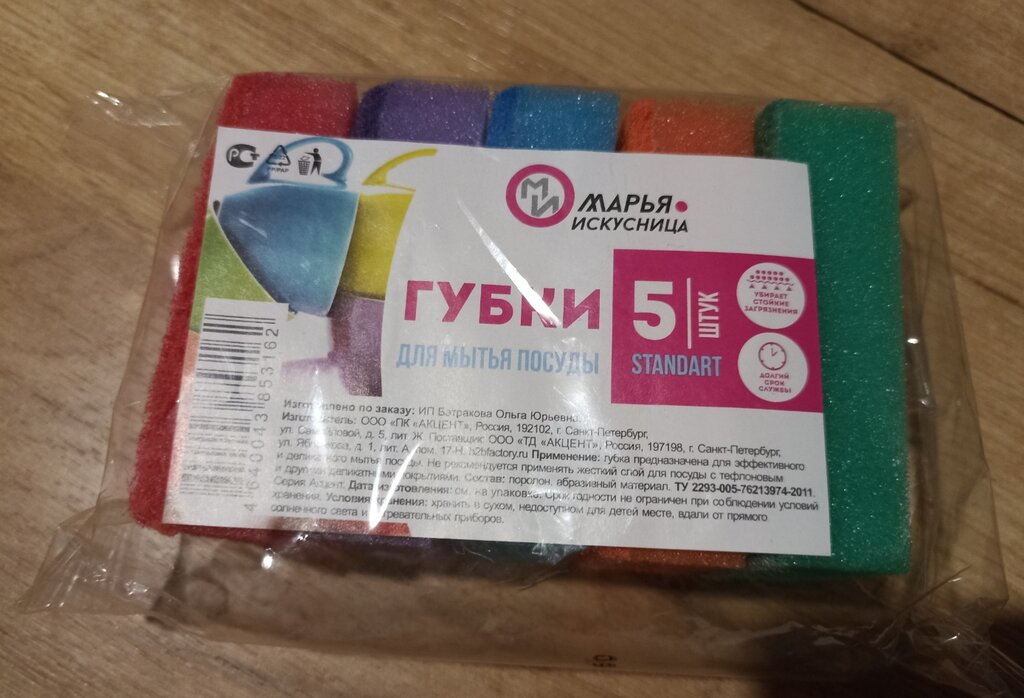 РСТ
PP/PAP
МИ
МАРЬЯ
ИСКУСНИЦА
ГУБКИ
ДЛЯ МЫТЬЯ ПОСУДЫ
5
ШТУК
STANDART
УБИРАЕТ
СТОЙКИЕ
ЗАГРЯЗНЕНИЯ
ДОЛГИЙ
СРОК
СЛУЖБЫ
Изготовлено по заказу: ИП Батракова Ольга Юрьевна
Изготовитель: ООО «ПК «АКЦЕНТ», Россия, 192102, г. Санкт-Петербург,
ул. Самойловой, д. 5, лит Ж. Поставщик: ООО «ТД «АКЦЕНТ», Россия, 197198, г. Санкт-Петербург,
ул. Яблочкова, д. 1, лит. А, пом. 17-Н. b2bfactory.ru Применение: губка предназначена для эффективного
и деликатного мытья посуды. Не рекомендуется применять жесткий слой для посуды с тефлоновым
и другими деликатными покрытиями. Состав: поролон, абразивный материал. ТУ 2293-005-76213974-2011.
Серия Акцент. Дата изготовления: см. на упаковке. Срок годности не ограничен при соблюдении условий
хранения. Условия хранения: хранить в сухом, недоступном для детей месте, вдали от прямого
солнечного света и нагревательных приборов.